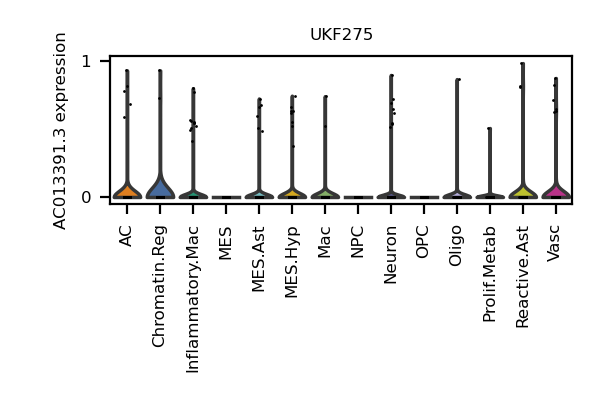 UKF275
AC013391.3 expression
1
0
AC
Chromatin.Reg
Inflammatory.Mac
MES
MES.Ast
MES.Hyp
Mac
NPC
Neuron
OPC
Oligo
Prolif.Metab
Reactive.Ast
Vasc